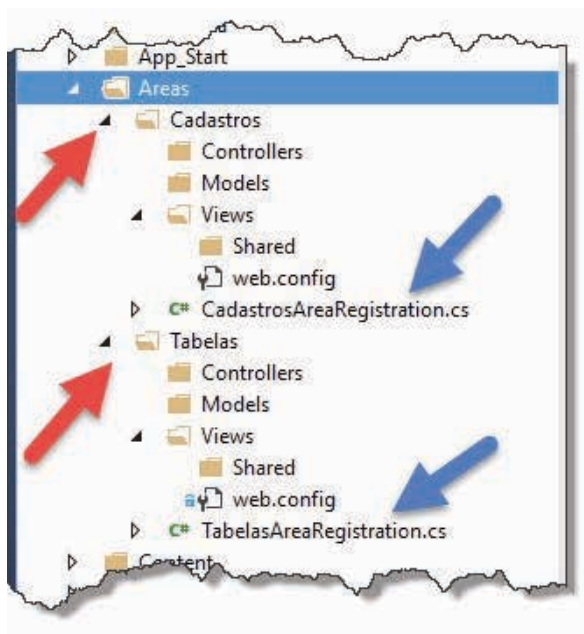 App_Start
Areas
Cadastros
Controllers
Models
Views
Shared
web.config
C# CadastrosAreaRegistration.cs
Tabelas
Controllers
Models
Views
Shared
web.config
C# TabelasAreaRegistration.cs
Content